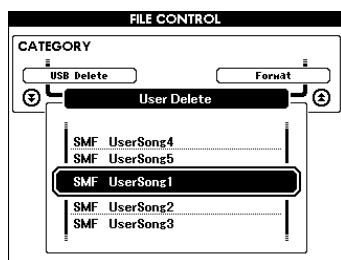 FILE CONTROL
CATEGORY
USB Delete Format
User Delete
SMF UserSong4
SMF UserSong5
SMF UserSong1
SMF UserSong2
SMF UserSong3